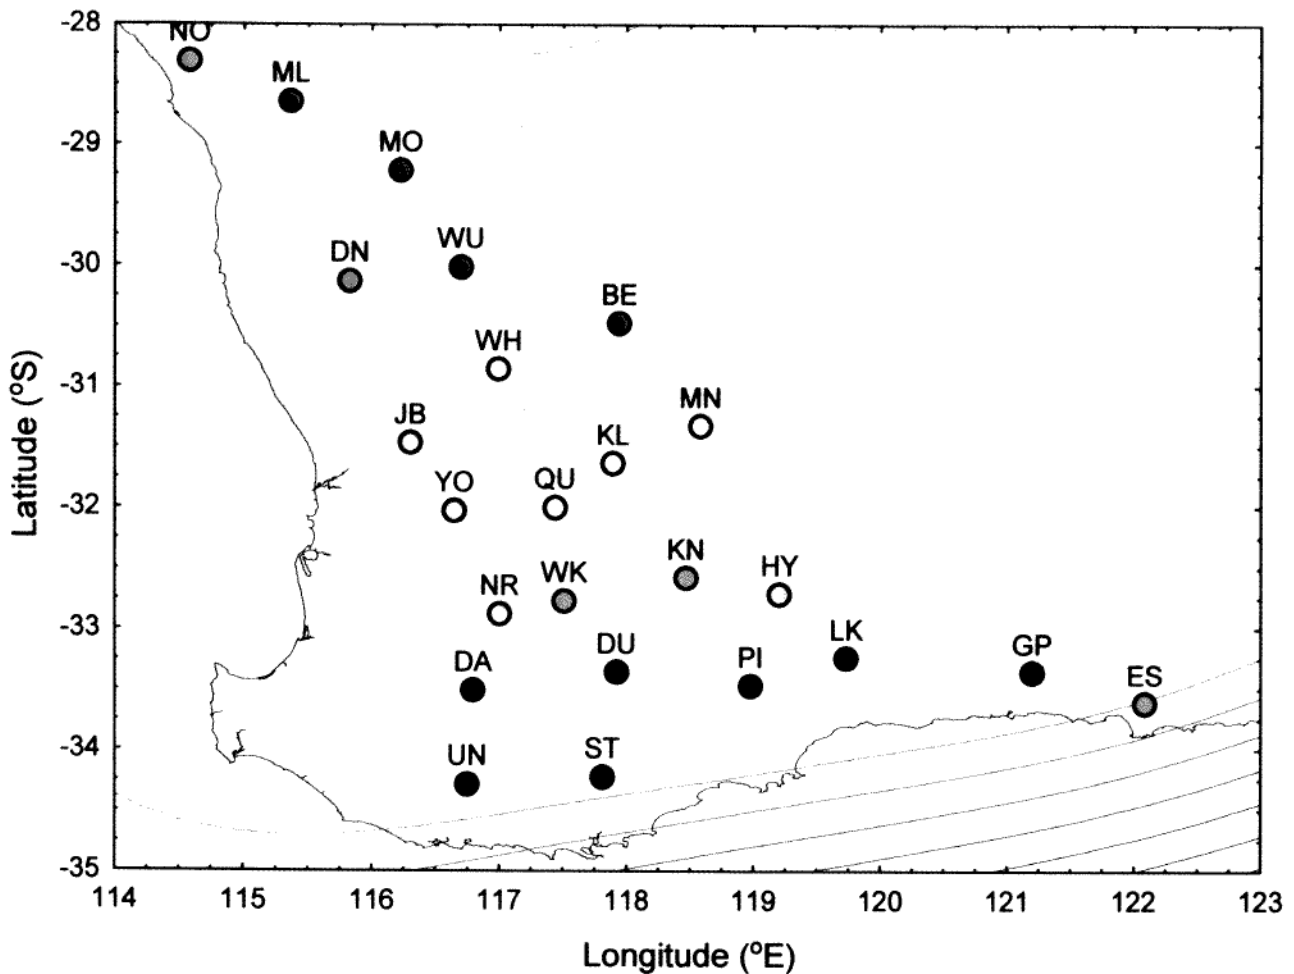 -28
NO
ML
-29
MO
-30
DN
WU
BE
WH
-31
MN
JB
KL
YO
QU
-32
KN
HY
NR
WK
-33
LK
DU
PI
GP
DA
ES
-34
UN
ST
-35
114 115 116 117 118 119 120 121 122 123
Latitude (°S)
Longitude (°E)